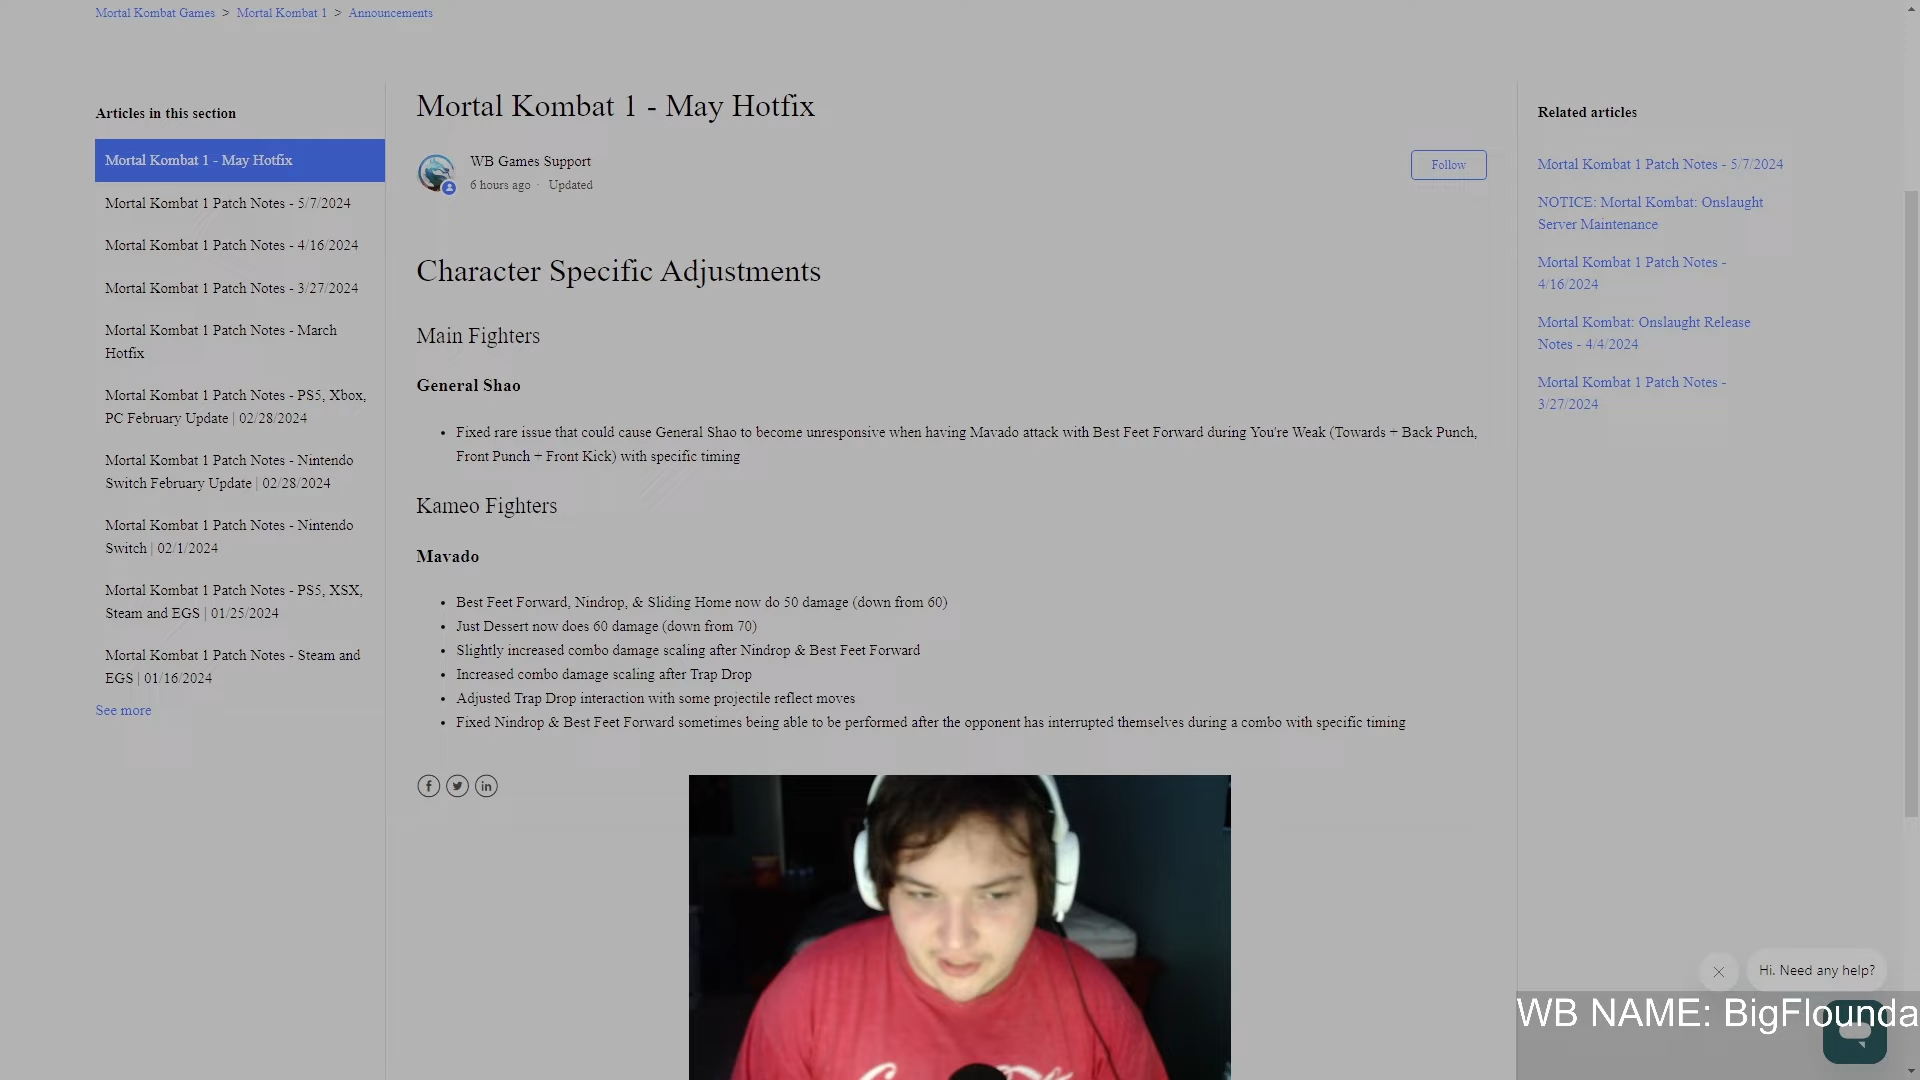 Mortal Kombat Games > Mortal Kombat 1 > Announcements
Articles in this section
Mortal Kombat 1 - May Hotfix
Mortal Kombat 1 Patch Notes - 5/7/2024
Mortal Kombat 1 Patch Notes - 4/16/2024
Mortal Kombat 1 Patch Notes - 3/27/2024
Mortal Kombat 1 Patch Notes - March
Hotfix
Mortal Kombat 1 Patch Notes - PS5, Xbox,
PC February Update | 02/28/2024
Mortal Kombat 1 Patch Notes - Nintendo
Switch February Update | 02/28/2024
Mortal Kombat 1 Patch Notes - Nintendo
Switch | 02/1/2024
Mortal Kombat 1 Patch Notes - PS5, XSX,
Steam and EGS | 01/25/2024
Mortal Kombat 1 Patch Notes - Steam and
EGS | 01/16/2024
See more
Mortal Kombat 1 - May Hotfix
WB Games Support
6 hours ago · Updated
Follow
Character Specific Adjustments
Main Fighters
General Shao
• Fixed rare issue that could cause General Shao to become unresponsive when having Mavado attack with Best Feet Forward during You're Weak (Towards + Back Punch,
Front Punch + Front Kick) with specific timing
Kameo Fighters
Mavado
• Best Feet Forward, Nindrop, & Sliding Home now do 50 damage (down from 60)
• Just Dessert now does 60 damage (down from 70)
• Slightly increased combo damage scaling after Nindrop & Best Feet Forward
• Increased combo damage scaling after Trap Drop
• Adjusted Trap Drop interaction with some projectile reflect moves
• Fixed Nindrop & Best Feet Forward sometimes being able to be performed after the opponent has interrupted themselves during a combo with specific timing
Related articles
Mortal Kombat 1 Patch Notes - 5/7/2024
NOTICE: Mortal Kombat: Onslaught
Server Maintenance
Mortal Kombat 1 Patch Notes -
4/16/2024
Mortal Kombat: Onslaught Release
Notes - 4/4/2024
Mortal Kombat 1 Patch Notes -
3/27/2024
Hi. Need any help?
WB NAME: BigFlounda